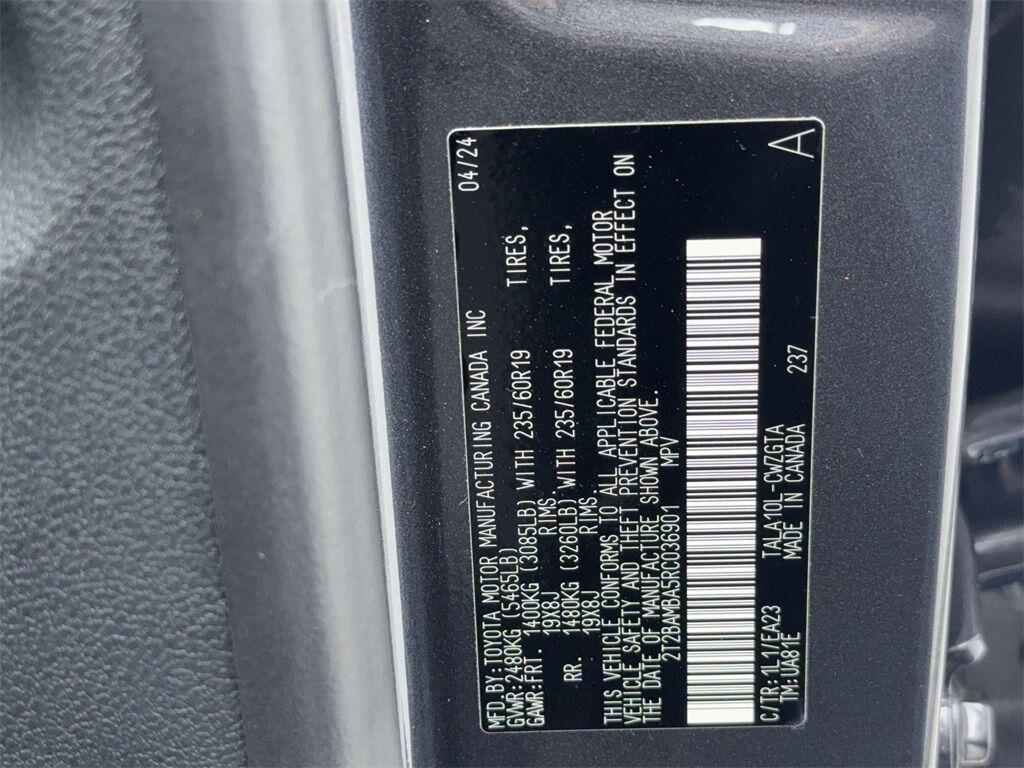 MFD.BY:TOYOTA MOTOR MANUFACTURING CANADA INC 04/24
GVWR:2480KG (5465LB)
GAWR:FRT. 1400KG (3085LB) WITH 235/60R19 TIRES,
19X8J RIMS.
RR. 1480KG (3260LB) WITH 235/60R19 TIRES,
19X8J RIMS.
THIS VEHICLE CONFORMS TO ALL APPLICABLE FEDERAL MOTOR
VEHICLE SAFETY AND THEFT PREVENTION STANDARDS IN EFFECT ON
THE DATE OF MANUFACTURE SHOWN ABOVE.
2T2BAMBA5RC036901 MPV
C/TR:1L1/EA23 TALA10L-CWZGTA 237 A
TM:UA81E MADE IN CANADA